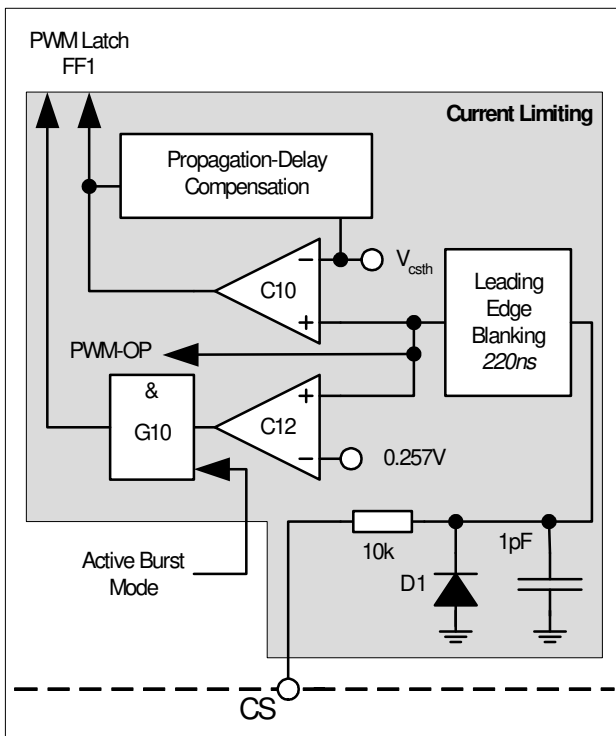 PWM Latch
FF1
Current Limiting
Propagation-Delay
Compensation
−
Vcsth
C10
+
Leading
Edge
Blanking
220ns
PWM-OP
&
G10
+
C12
−
0.257V
Active Burst
Mode
10k
D1
1pF
CS